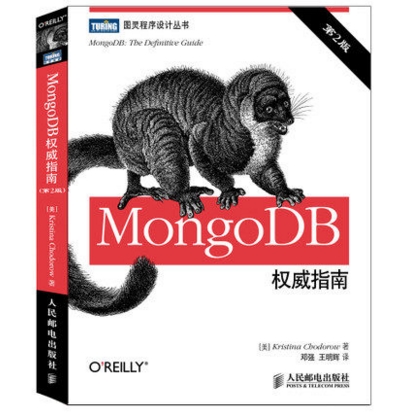 O'REILLY®
MongoDB权威指南
(第2版)
[美] Kristina Chodorow 著
人民邮电出版社
TURING
图灵程序设计丛书
MongoDB: The Definitive Guide
第2版
MongoDB
权威指南
[美] Kristina Chodorow 著
邓强 王明辉 译
O'REILLY®
人民邮电出版社
POSTS & TELECOM PRESS